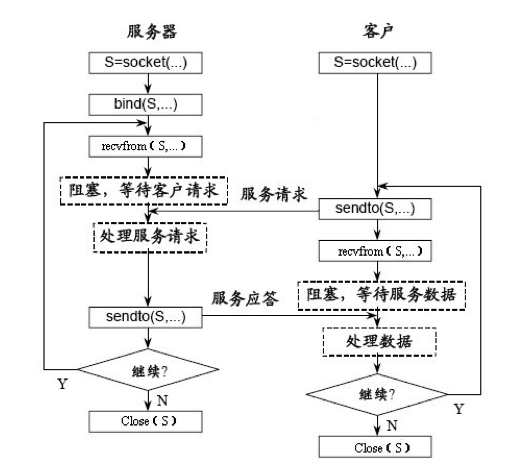 服务器
S=socket(...)
bind(S,...)
recvfrom(S,...)
阻塞，等待客户请求
处理服务请求
sendto(S,...)
继续?
Y
N
Close(S)
服务请求
服务应答
客户
S=socket(...)
sendto(S,...)
recvfrom(S,...)
阻塞，等待服务数据
处理数据
继续?
Y
N
Close(S)